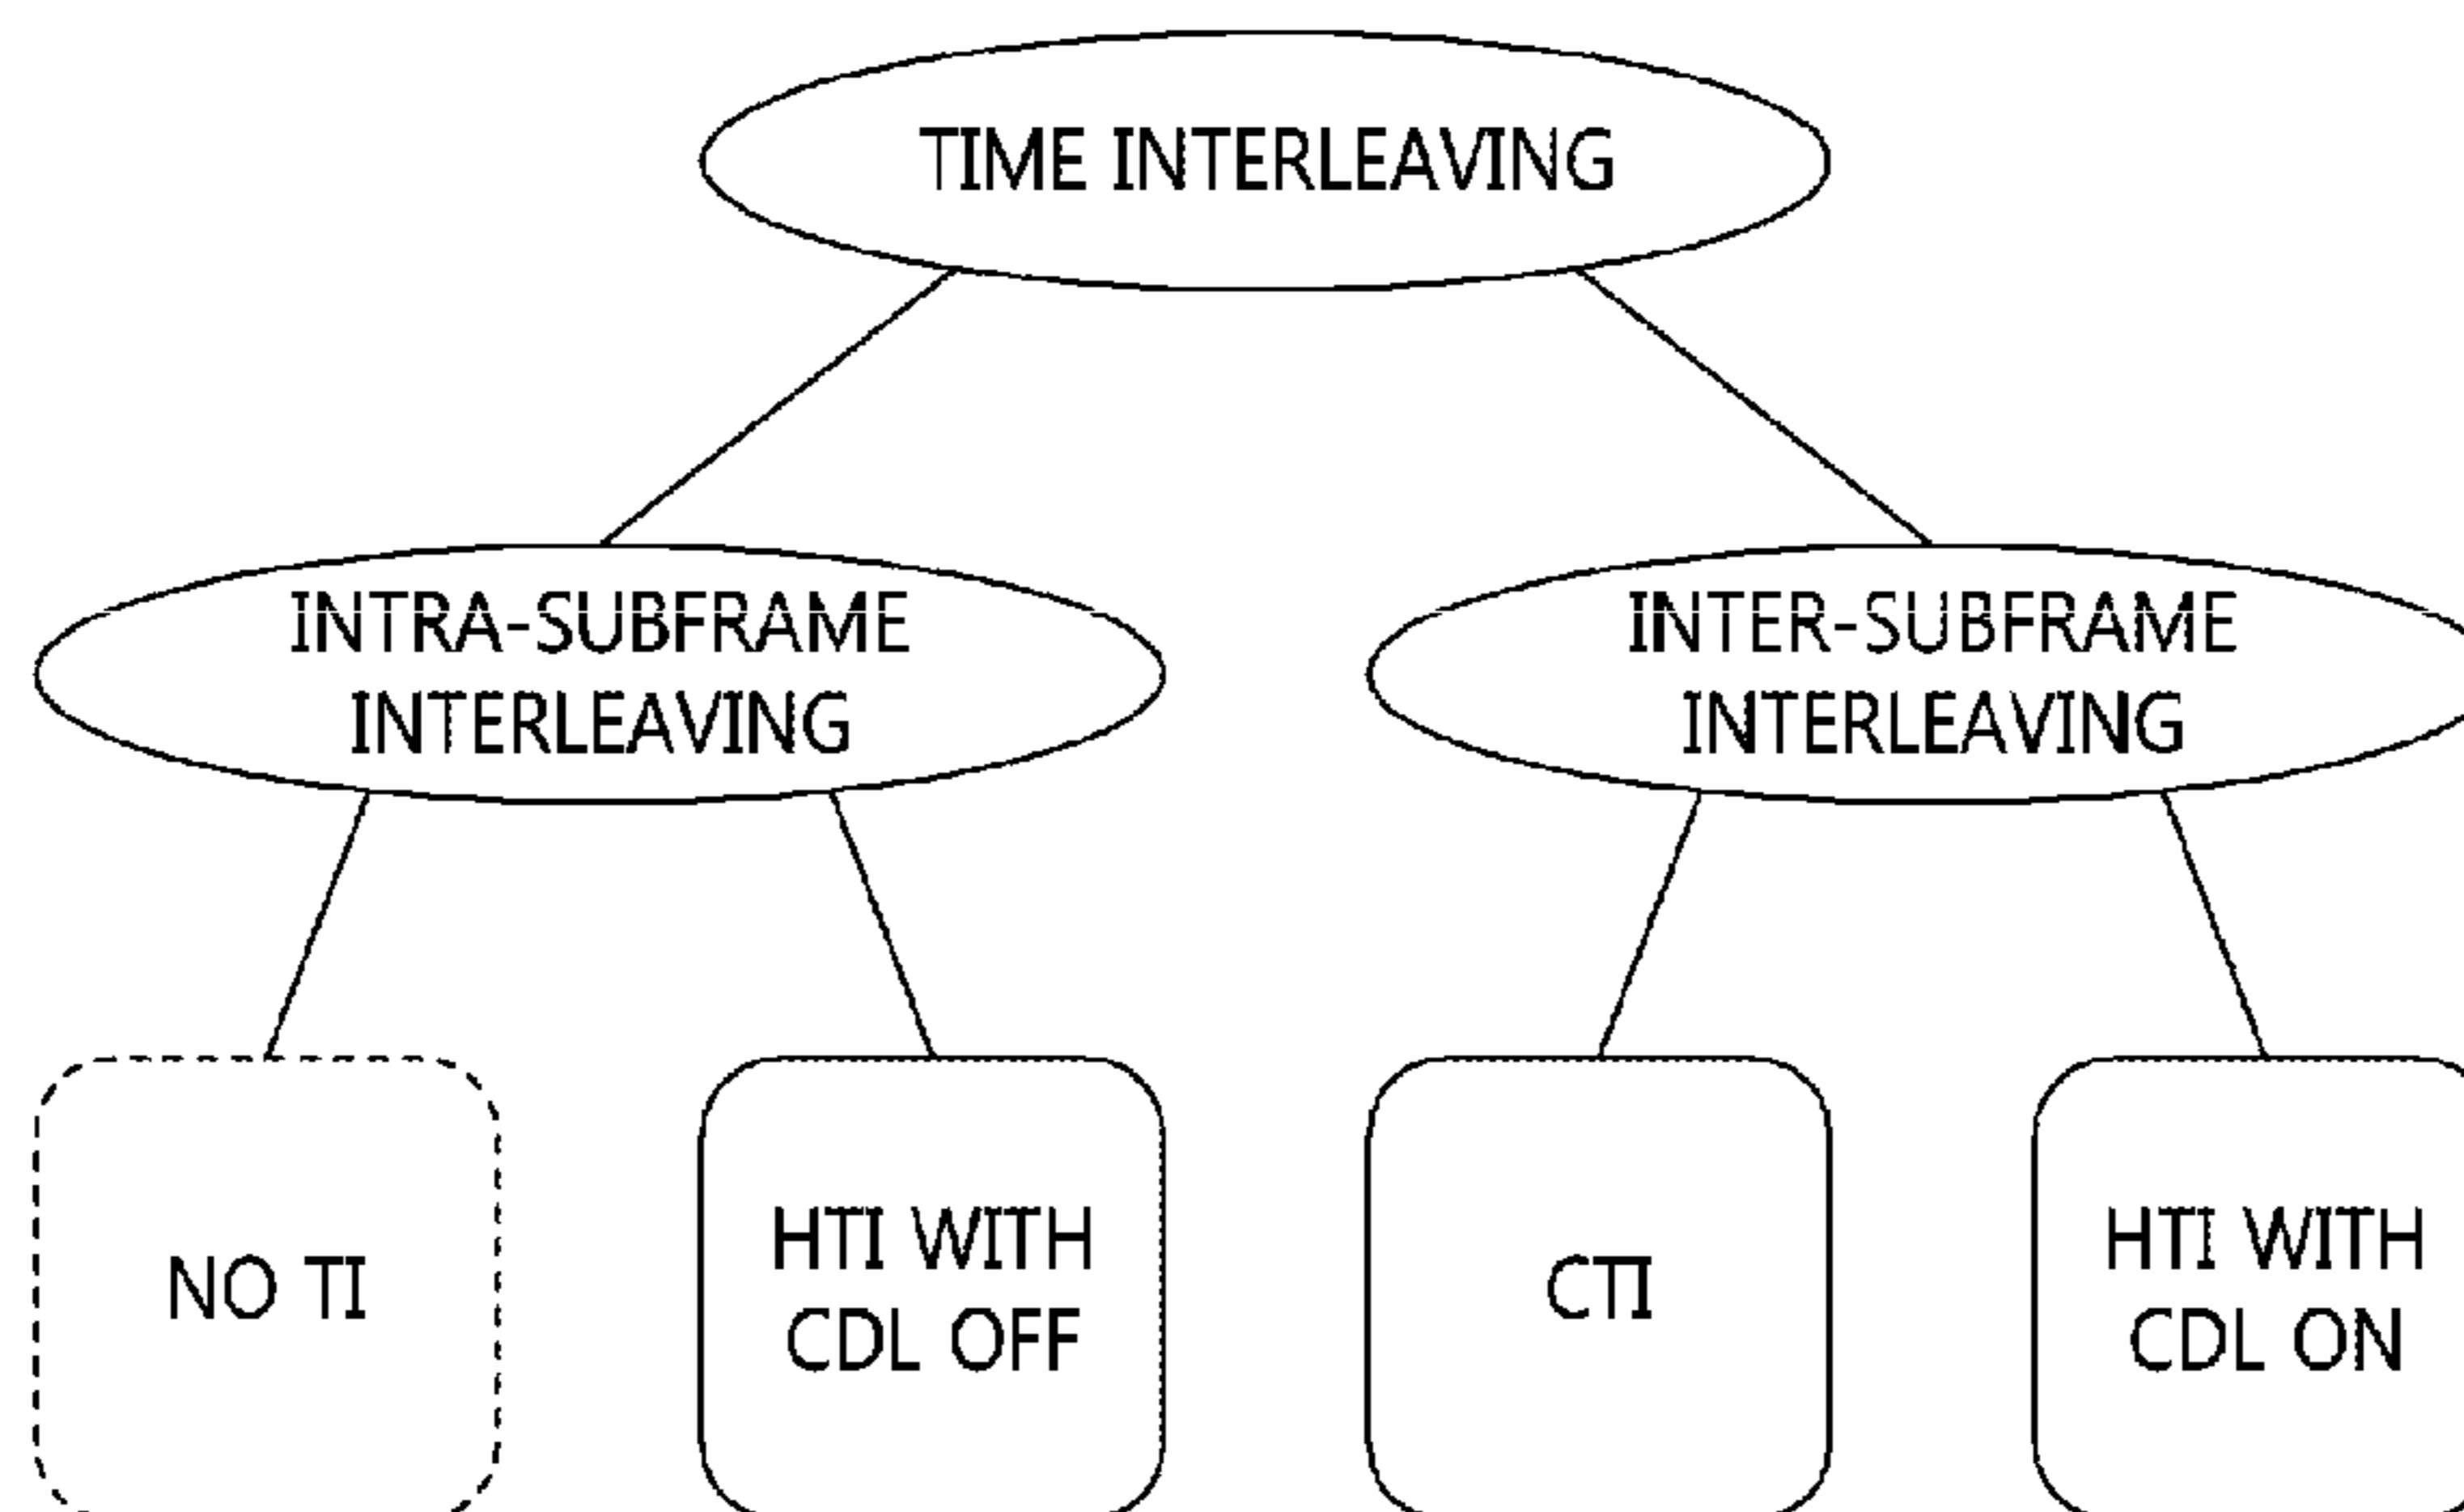 TIME INTERLEAVING
INTRA-SUBFRAME
INTERLEAVING
INTER-SUBFRAME
INTERLEAVING
NO TI
HTI WITH
CDL OFF
CTI
HTI WITH
CDL ON